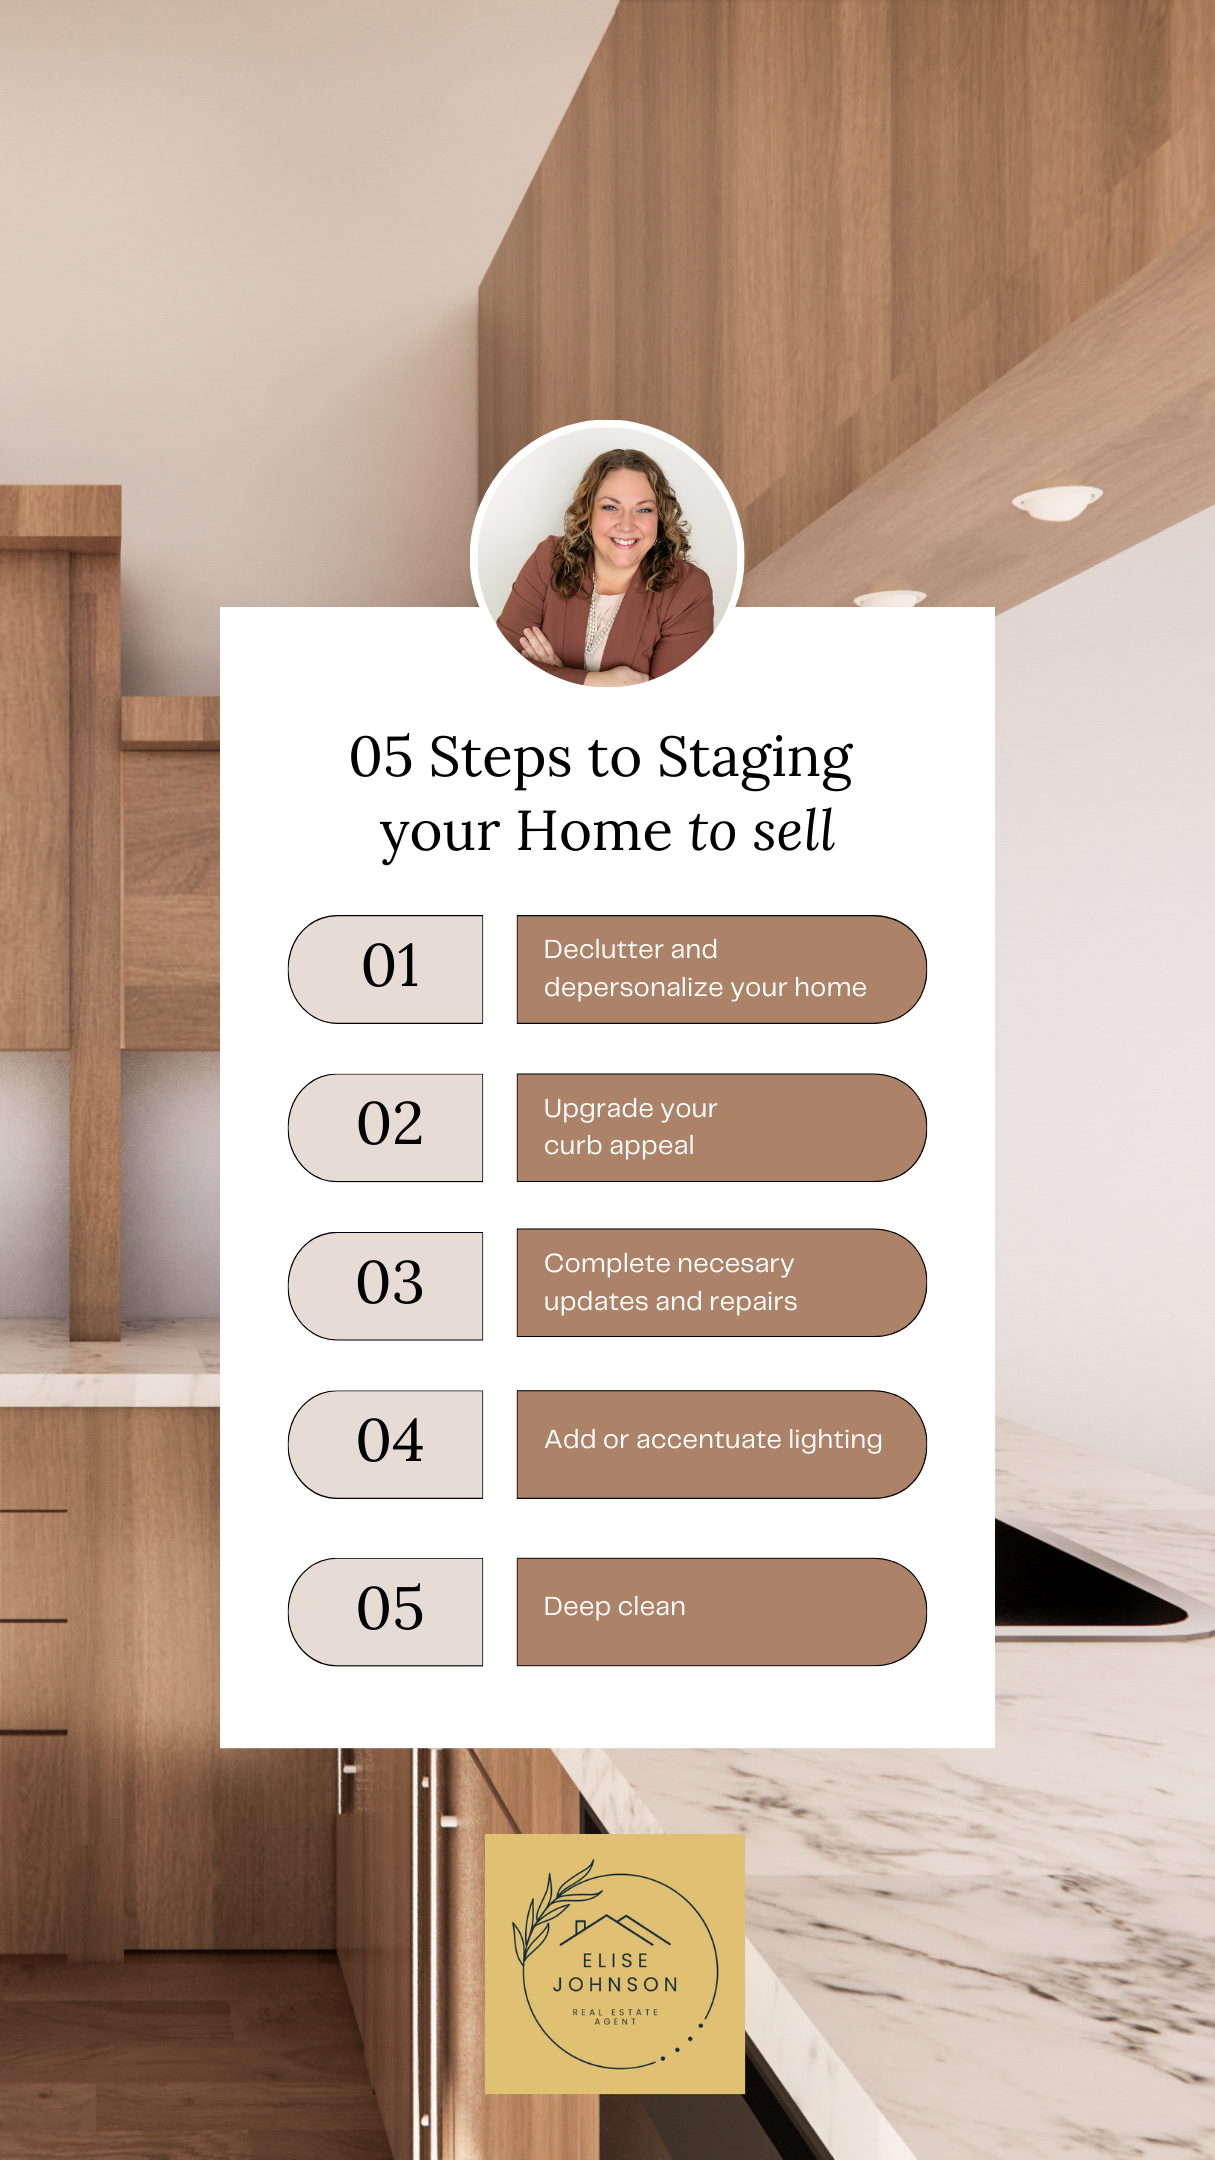 05 Steps to Staging
your Home to sell
01
Declutter and
depersonalize your home
02
Upgrade your
curb appeal
03
Complete necesary
updates and repairs
04
Add or accentuate lighting
05
Deep clean
ELISE
JOHNSON
REAL ESTATE
AGENT